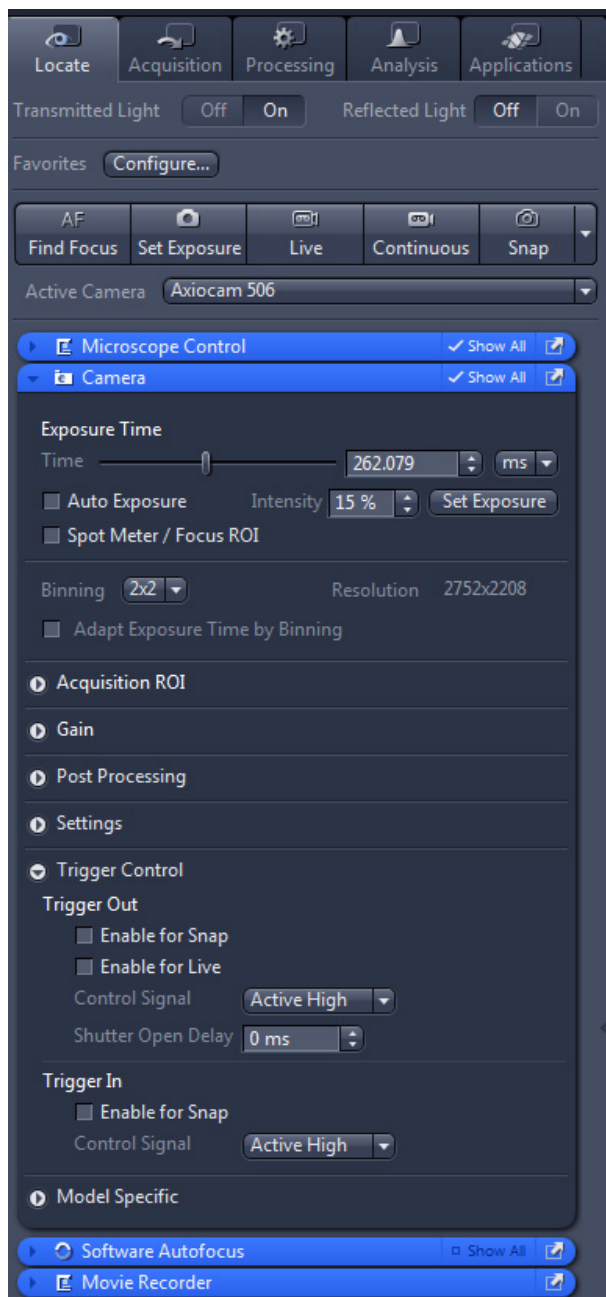 Locate Acquisition Processing Analysis Applications
Transmitted Light Off On Reflected Light Off On
Favorites Configure...
AF
Find Focus Set Exposure Live Continuous Snap
Active Camera Axiocam 506
Microscope Control Show All
Camera Show All
Exposure Time
Time 262.079 ms
Auto Exposure Intensity 15 % Set Exposure
Spot Meter / Focus ROI
Binning 2x2 Resolution 2752x2208
Adapt Exposure Time by Binning
Acquisition ROI
Gain
Post Processing
Settings
Trigger Control
Trigger Out
Enable for Snap
Enable for Live
Control Signal Active High
Shutter Open Delay 0 ms
Trigger In
Enable for Snap
Control Signal Active High
Model Specific
Software Autofocus Show All
Movie Recorder